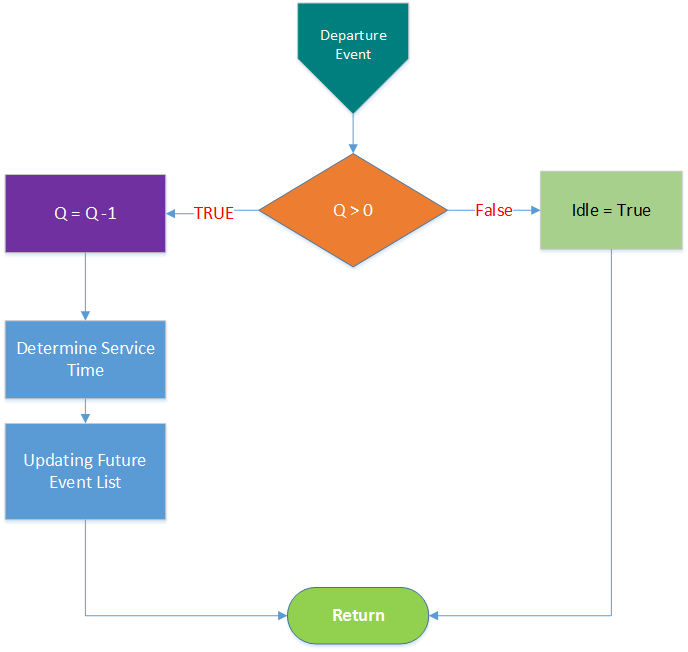 Departure
Event
Q > 0
TRUE
False
Q = Q -1
Idle = True
Determine Service
Time
Updating Future
Event List
Return